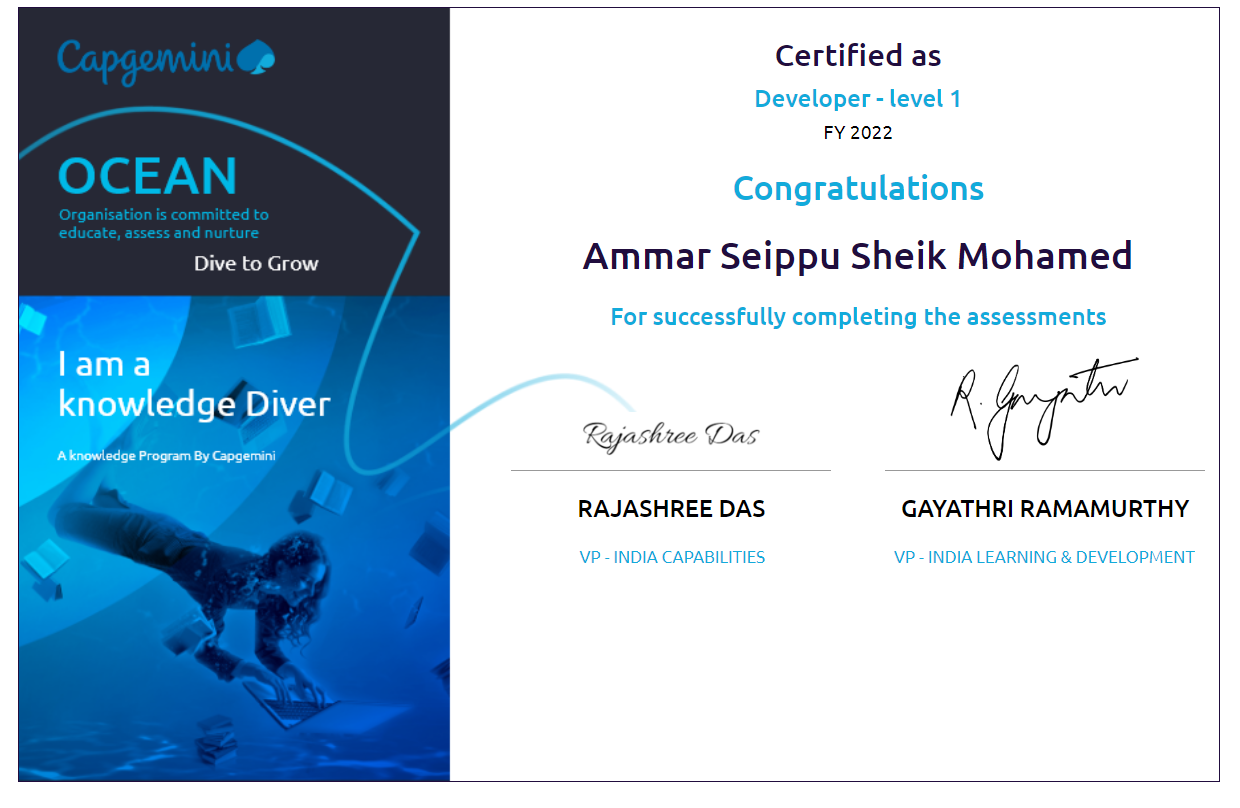 Capgemini
OCEAN
Organisation is committed to
educate, assess and nurture
Dive to Grow
I am a
knowledge Diver
A knowledge Program By Capgemini
Certified as
Developer - level 1
FY 2022
Congratulations
Ammar Seippu Sheik Mohamed
For successfully completing the assessments
Rajashree Das
RAJASHREE DAS
VP - INDIA CAPABILITIES
R. Gayathri
GAYATHRI RAMAMURTHY
VP - INDIA LEARNING & DEVELOPMENT